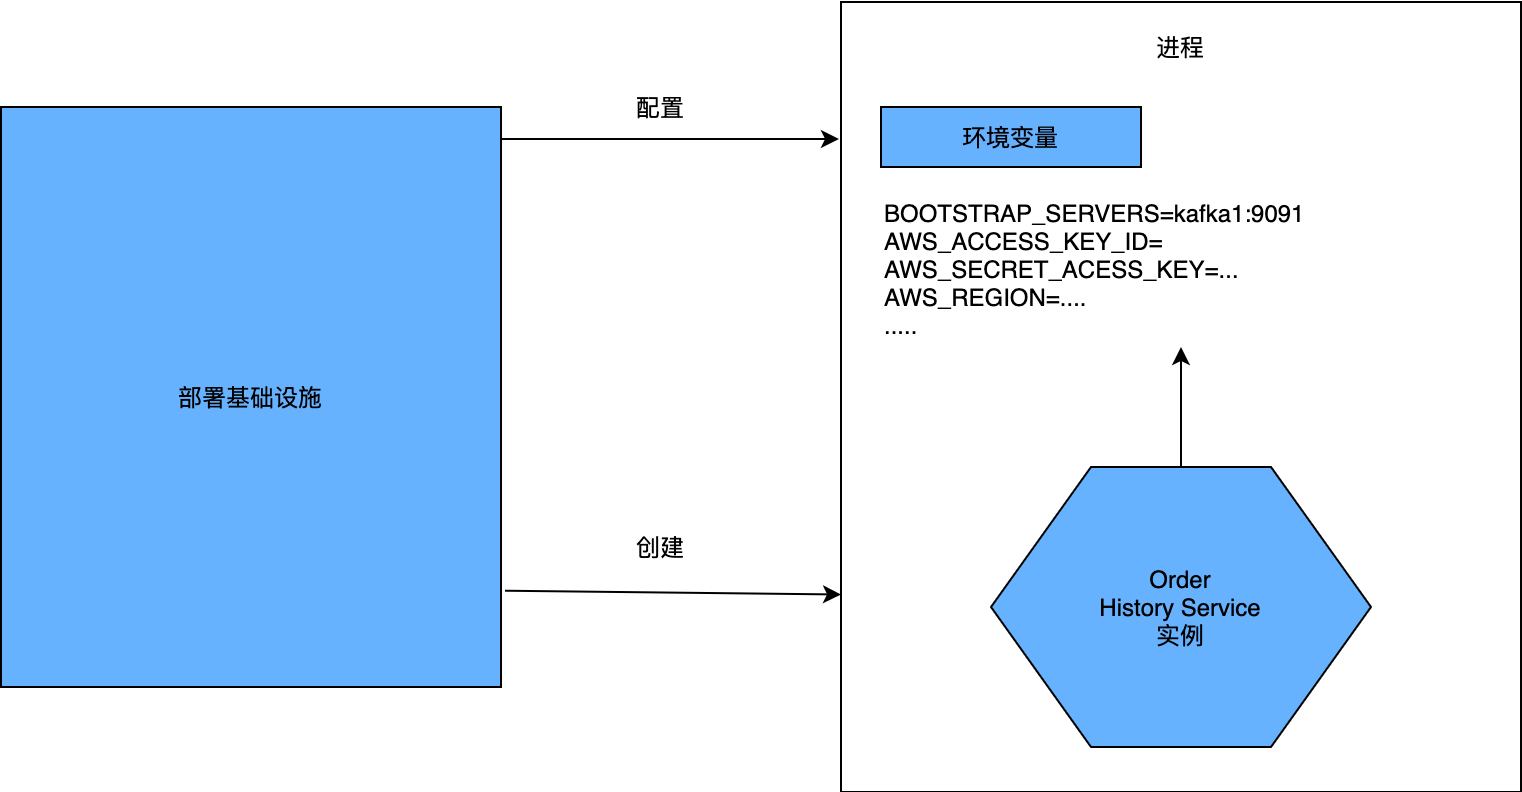 进程
配置
环境变量
BOOTSTRAP_SERVERS=kafka1:9091
AWS_ACCESS_KEY_ID=
AWS_SECRET_ACESS_KEY=...
AWS_REGION=....
.....
部署基础设施
创建
Order
History Service
实例